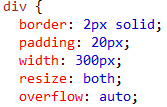 div {
  border: 2px solid;
  padding: 20px;
  width: 300px;
  resize: both;
  overflow: auto;